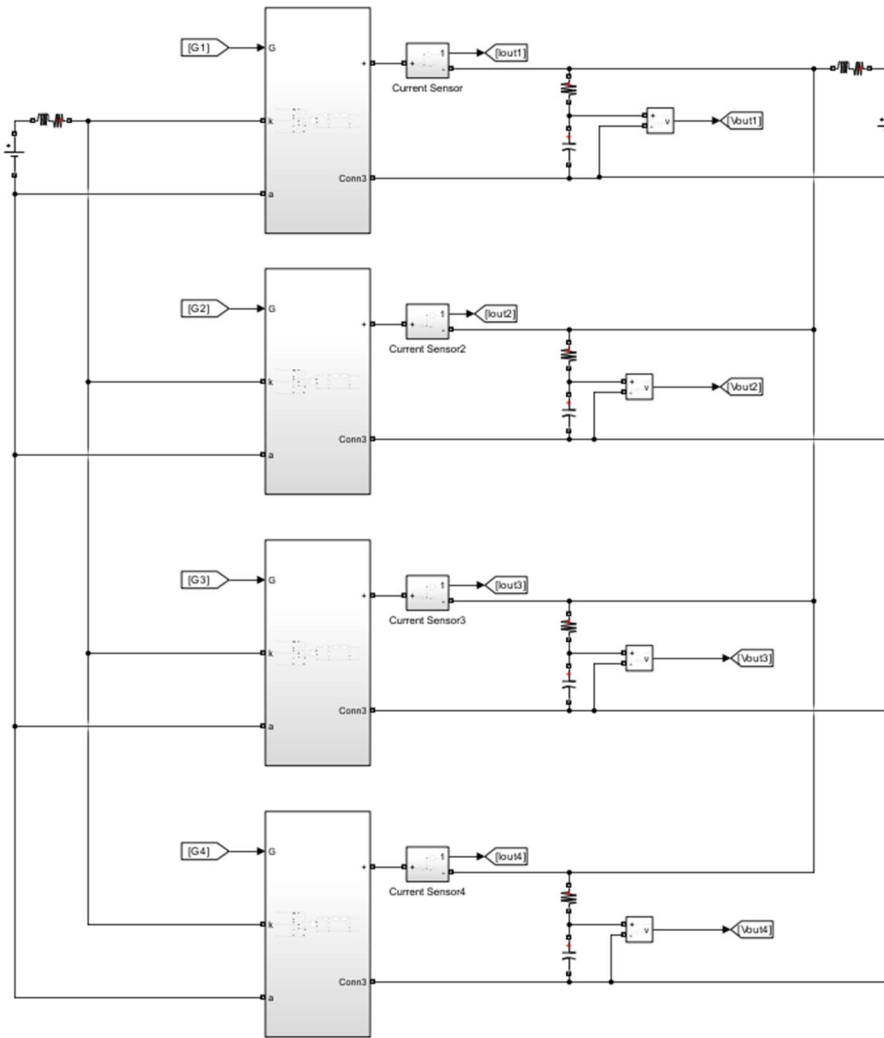 [G1]
G
+
+
1
-
[Iout1]
Current Sensor
+
k
+
-
v
[Vout1]
+
Conn3
a
[G2]
G
+
+
1
-
[Iout2]
Current Sensor2
k
+
-
v
[Vout2]
Conn3
a
[G3]
G
+
+
1
-
[Iout3]
Current Sensor3
k
+
-
v
[Vout3]
Conn3
a
[G4]
G
+
+
1
-
[Iout4]
Current Sensor4
k
+
-
v
[Vout4]
Conn3
a